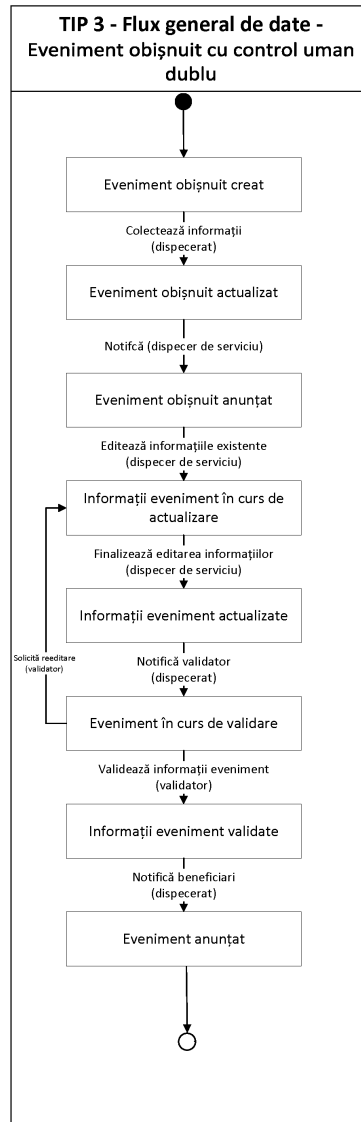 TIP 3 - Flux general de date -
Eveniment obișnuit cu control uman
dublu
Eveniment obișnuit creat
Colectează informații
(dispecerat)
Eveniment obișnuit actualizat
Notifcă (dispecer de serviciu)
Eveniment obișnuit anunțat
Editează informațiile existente
(dispecer de serviciu)
Informații eveniment în curs de
actualizare
Finalizează editarea informațiilor
(dispecer de serviciu)
Informații eveniment actualizate
Solicită reeditare
(validator)
Notifică validator
(dispecerat)
Eveniment în curs de validare
Validează informații eveniment
(validator)
Informații eveniment validate
Notifică beneficiari
(dispecerat)
Eveniment anunțat